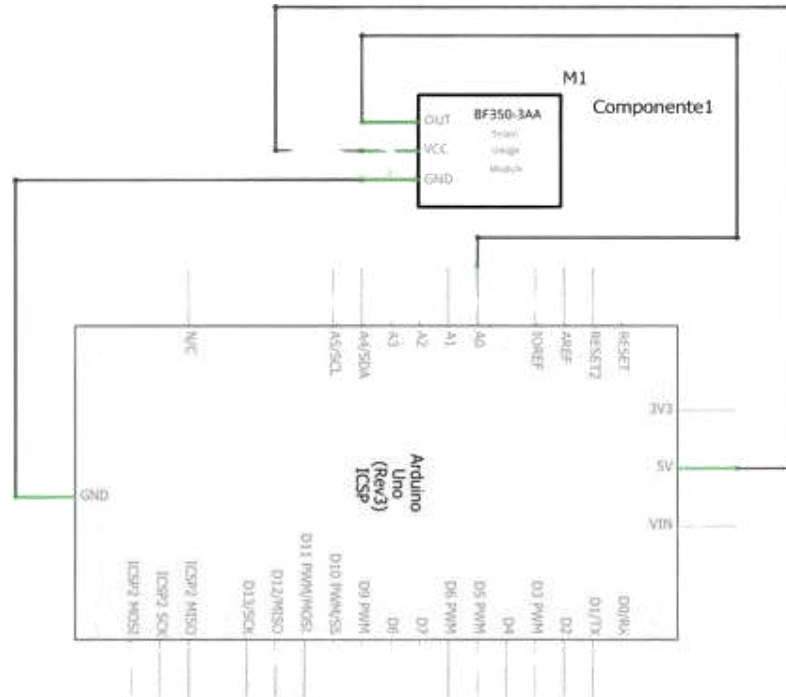 M1
Componente1
BF350-3AA
Strain
Gauge
Module
OUT
VCC
GND
N/C
A5/SCL
A4/SDA
A3
A2
A1
A0
IOREF
AREF
RESET2
RESET
3V3
5V
VIN
GND
Arduino
Uno
(Rev3)
ICSP
ICSP2 MOSI
ICSP2 SCK
ICSP2 MISO
D13/SCK
D12/MISO
D11 PWM/MOSI
D10 PWM/SS
D9 PWM
D7
D6 PWM
D5 PWM
D4
D3 PWM
D2
D1/TX
D0/RX